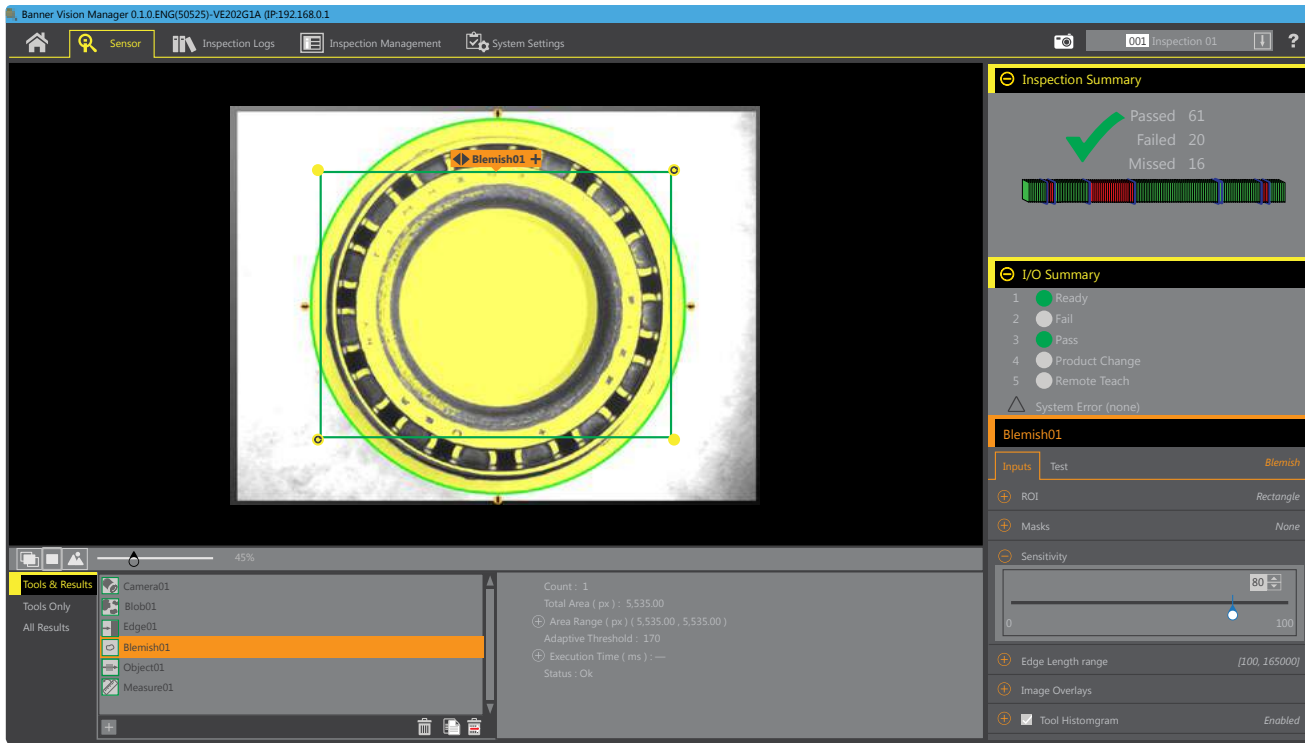 Banner Vision Manager 0.1.0.ENG(50525)-VE202G1A (IP:192.168.0.1
Sensor Inspection Logs Inspection Management System Settings 001 Inspection 01 ?
Inspection Summary
Passed 61
Failed 20
Missed 16
Blemish01
I/O Summary
1 Ready
2 Fail
3 Pass
4 Product Change
5 Remote Teach
System Error (none)
Blemish01
Inputs Test Blemish
ROI Rectangle
Masks None
Sensitivity
80
0 100
Edge Length range [100, 165000]
Image Overlays
Tool Histomgram Enabled
45%
Tools & Results
Tools Only
All Results
Camera01
Blob01
Edge01
Blemish01
Object01
Measure01
Count : 1
Total Area ( px ) : 5,535.00
Area Range ( px ) ( 5,535.00 , 5,535.00 )
Adaptive Threshold : 170
Execution Time ( ms ) : —
Status : Ok